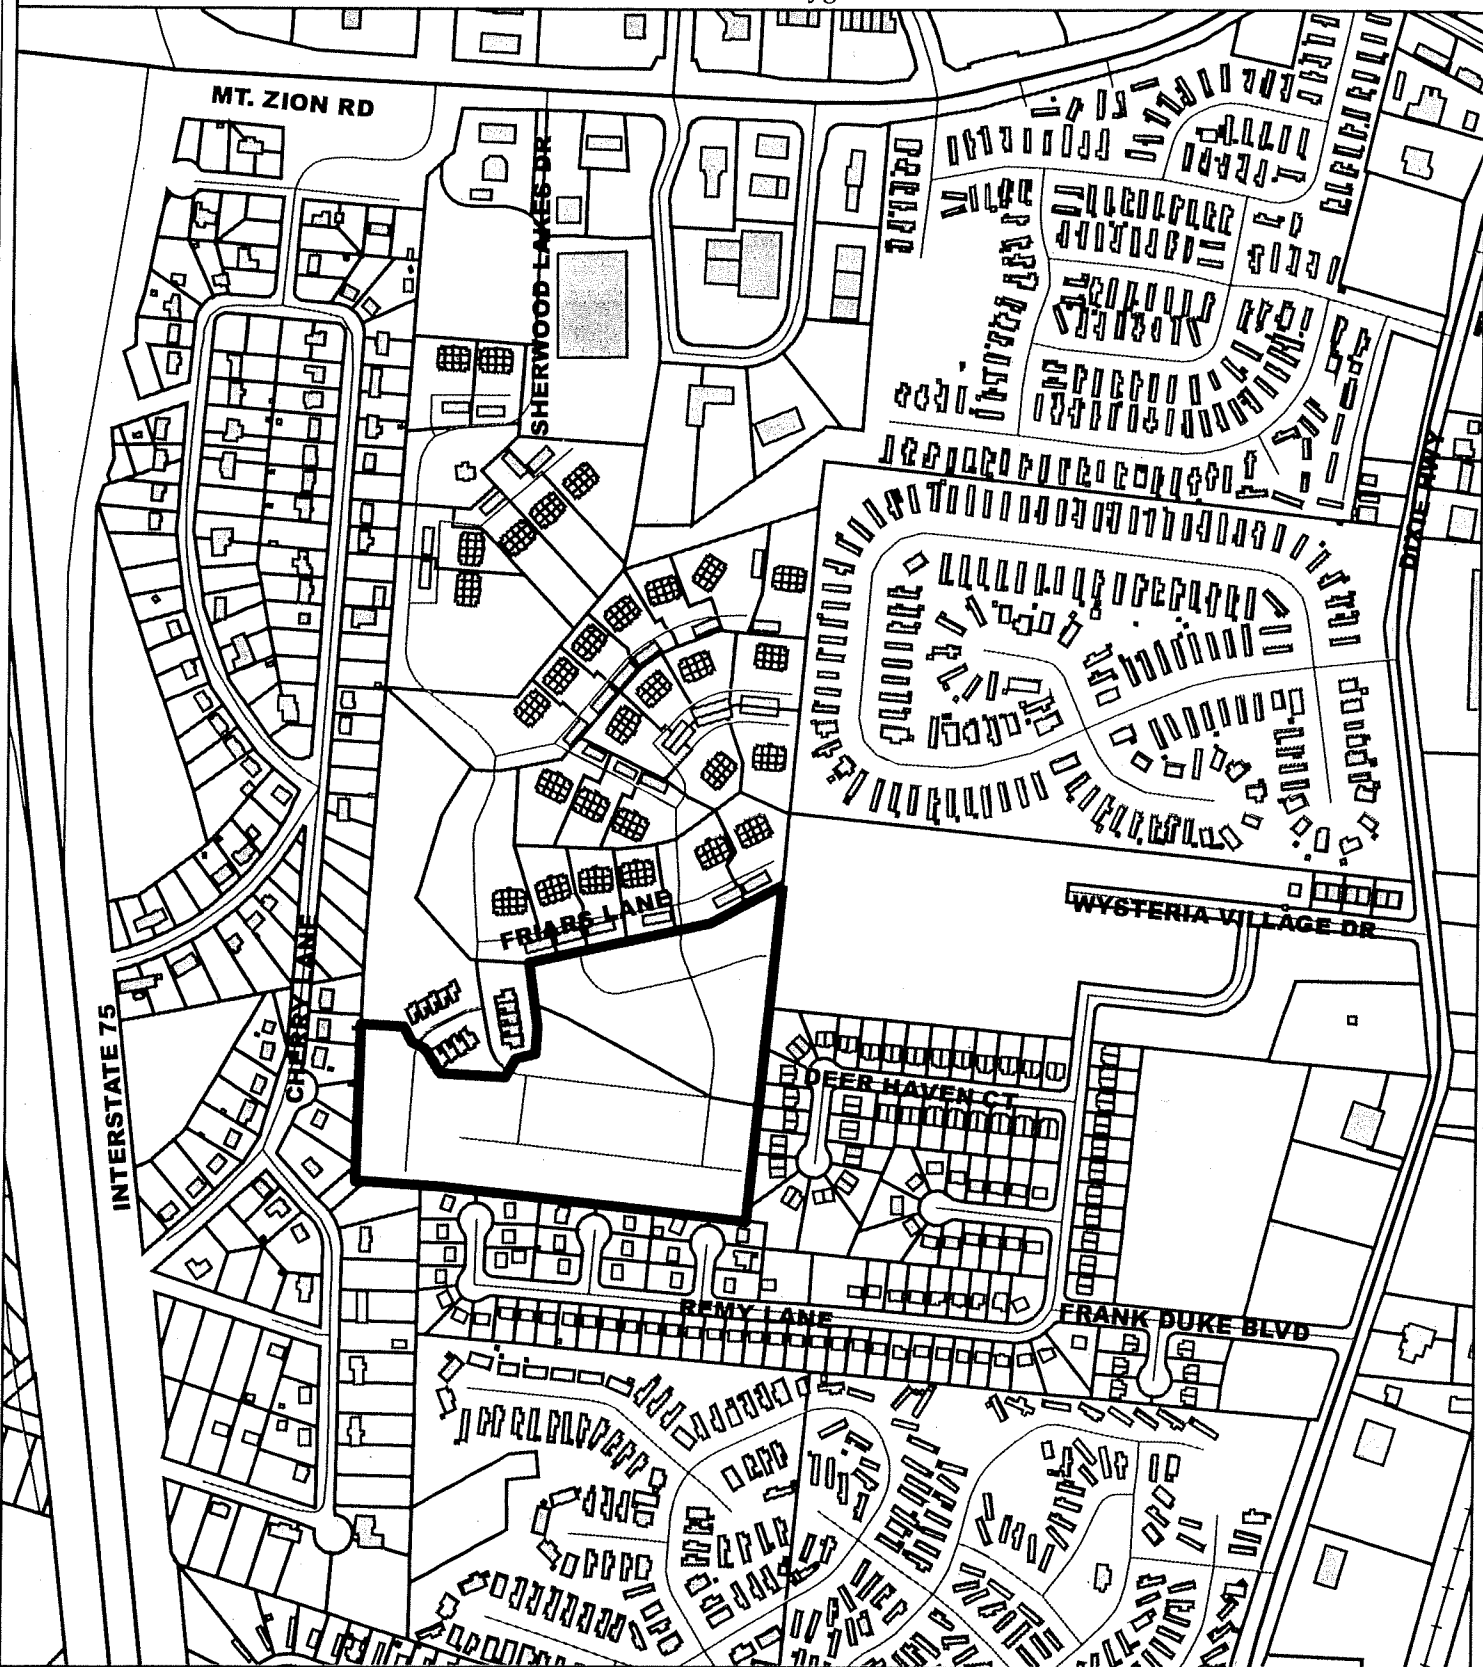 MT. ZION RD
SHERWOOD LAKES DR
DIXIE HWY
FRIARS LANE
WYSTERIA VILLAGE DR
CHERRY LANE
INTERSTATE 75
DEER HAVEN CT
REMY LANE
FRANK DUKE BLVD